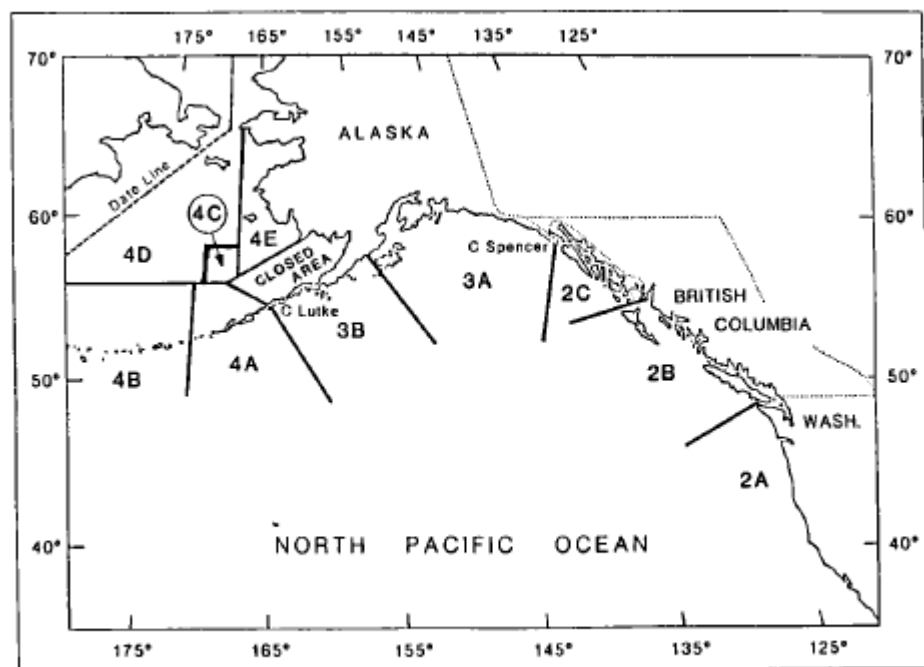 175° 165° 155° 145° 135° 125°
70° 70°
ALASKA
Date Line
60° 4C 60°
4E
4D
CLOSED
AREA
C Spencer
3A
2C
BRITISH
C Lutke
COLUMBIA
3B
4A
4B
50° 50°
2B
WASH.
2A
40° NORTH PACIFIC OCEAN 40°
175° 165° 155° 145° 135° 125°